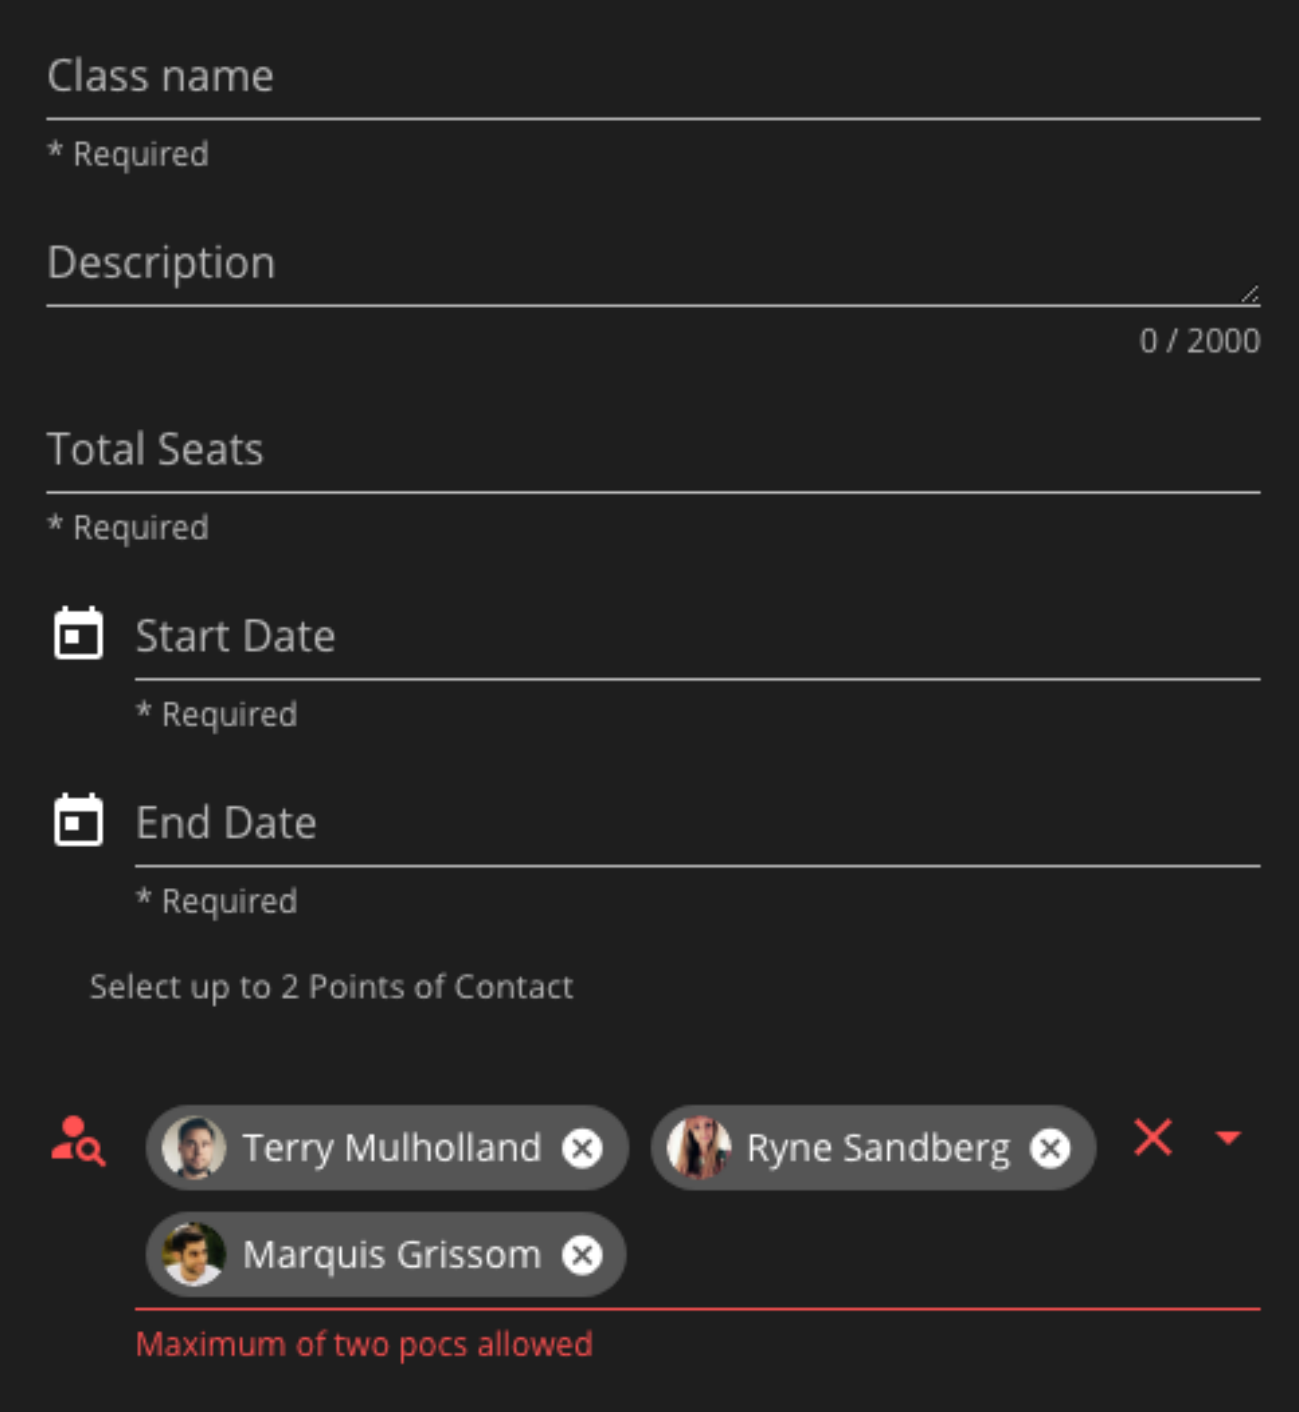 Class name
* Required
Description
0 / 2000
Total Seats
* Required
Start Date
* Required
End Date
* Required
Select up to 2 Points of Contact
Terry Mulholland Ryne Sandberg
Marquis Grissom
Maximum of two pocs allowed